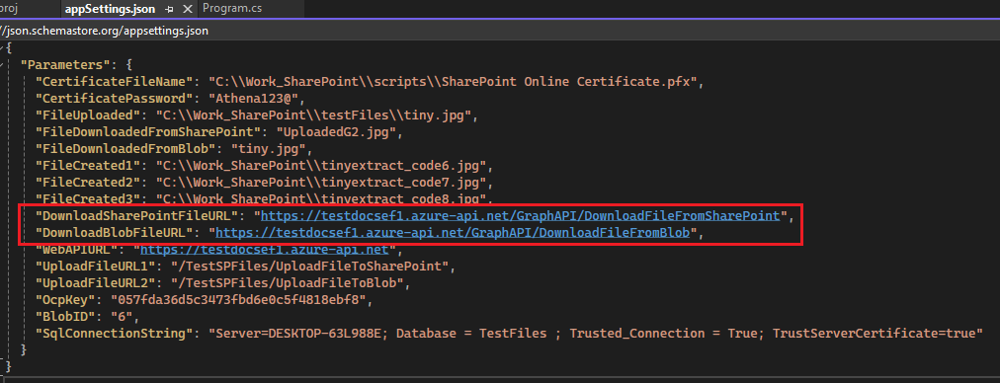 roj
appSettings.json
Program.cs
//json.schemastore.org/appsettings.json
{
"Parameters": {
"CertificateFileName": "C:\\Work_SharePoint\\scripts\\SharePoint Online Certificate.pfx",
"CertificatePassword": "Athena123@",
"FileUploaded": "C:\\Work_SharePoint\\testFiles\\tiny.jpg",
"FileDownloadedFromSharePoint": "UploadedG2.jpg",
"FileDownloadedFromBlob": "tiny.jpg",
"FileCreated1": "C:\\Work_SharePoint\\tinyextract_code6.jpg",
"FileCreated2": "C:\\Work_SharePoint\\tinyextract_code7.jpg",
"FileCreated3": "C:\\Work_SharePoint\\tinyextract_code8.jpg",
"DownloadSharePointFileURL": "https://testdocsef1.azure-api.net/GraphAPI/DownloadFileFromSharePoint",
"DownloadBlobFileURL": "https://testdocsef1.azure-api.net/GraphAPI/DownloadFileFromBlob",
"WebAPIURL": "https://testdocsef1.azure-api.net",
"UploadFileURL1": "/TestSPFiles/UploadFileToSharePoint",
"UploadFileURL2": "/TestSPFiles/UploadFileToBlob",
"OcpKey": "057fda36d5c3473fbd6e0c5f4818ebf8",
"BlobID": "6",
"SqlConnectionString": "Server=DESKTOP-63L988E; Database = TestFiles ; Trusted_Connection = True; TrustServerCertificate=true"
}
}